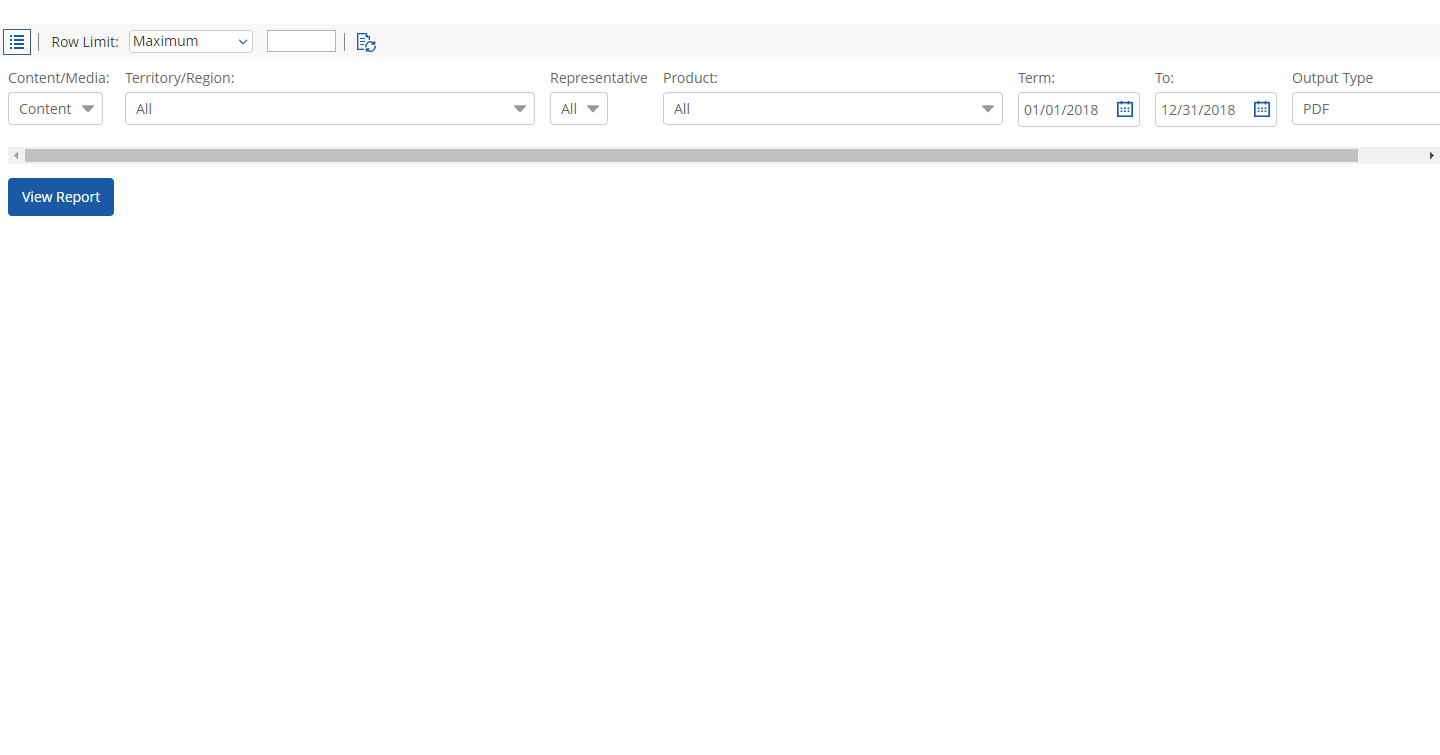 Row Limit: Maximum
Content/Media: Territory/Region: Representative Product: Term: To: Output Type
Content All All All 01/01/2018 12/31/2018 PDF
View Report